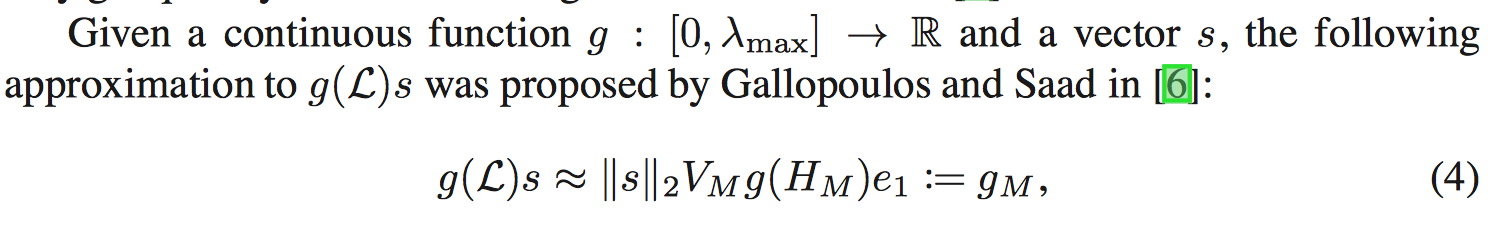 Given a continuous function g : [0, λ_max] → ℝ and a vector s, the following
approximation to g(ℒ)s was proposed by Gallopoulos and Saad in [6]:
g(ℒ)s ≈ ‖s‖₂V_M g(H_M)e₁ := g_M, (4)